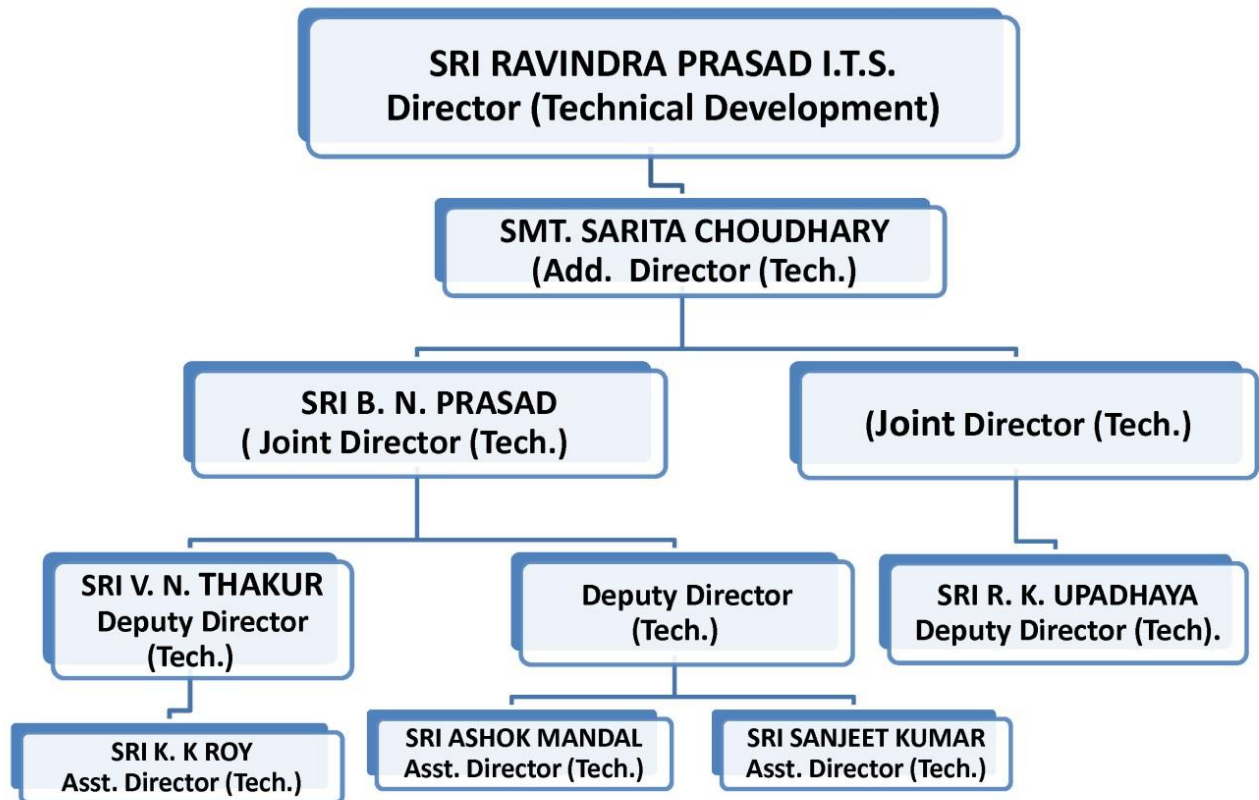 SRI RAVINDRA PRASAD I.T.S.
Director (Technical Development)
SMT. SARITA CHOUDHARY
(Add. Director (Tech.)
SRI B. N. PRASAD
( Joint Director (Tech.)
(Joint Director (Tech.)
SRI V. N. THAKUR
Deputy Director
(Tech.)
Deputy Director
(Tech.)
SRI R. K. UPADHAYA
Deputy Director (Tech).
SRI K. K ROY
Asst. Director (Tech.)
SRI ASHOK MANDAL
Asst. Director (Tech.)
SRI SANJEET KUMAR
Asst. Director (Tech.)